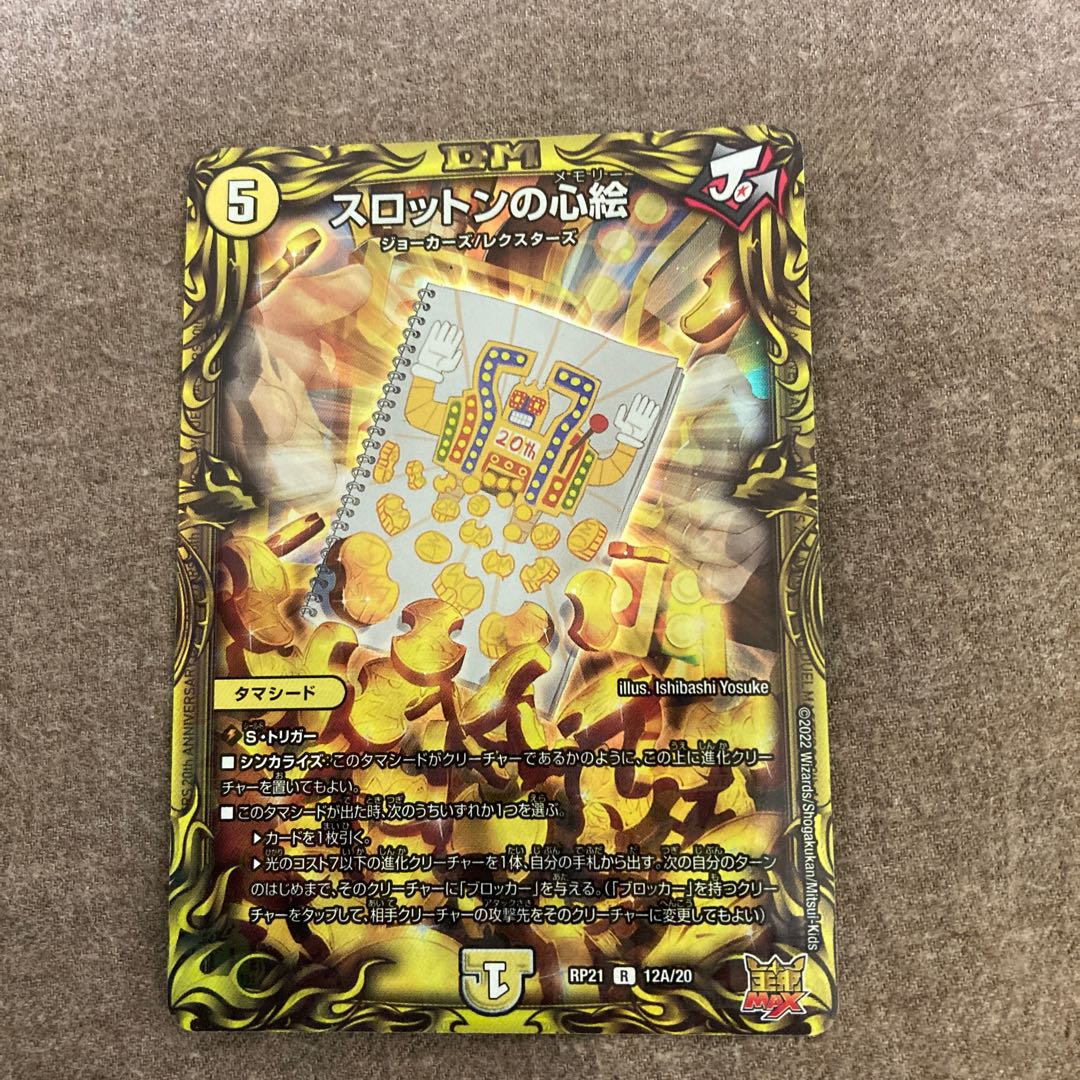 DM
5
スロットンの心絵
メモリー
J
ジョーカーズ/レクスターズ
20th
タマシード
illus. Ishibashi Yosuke
S・トリガー
■ シンカライズ：このタマシードがクリーチャーであるかのように、この上に進化クリー
チャーを置いてもよい。
■ このタマシードが出た時、次のうちいずれか1つを選ぶ。
▶カードを1枚引く。
▶光のコスト7以下の進化クリーチャーを1体、自分の手札から出す。次の自分のターン
のはじめまで、そのクリーチャーに「ブロッカー」を与える。(「ブロッカー」を持つクリー
チャーをタップして、相手クリーチャーの攻撃先をそのクリーチャーに変更してもよい)
1
RP21 R 12A/20
王来
MAX
©2022 Wizards/Shogakukan/Mitsui-Kids
20th ANNIVERSARY